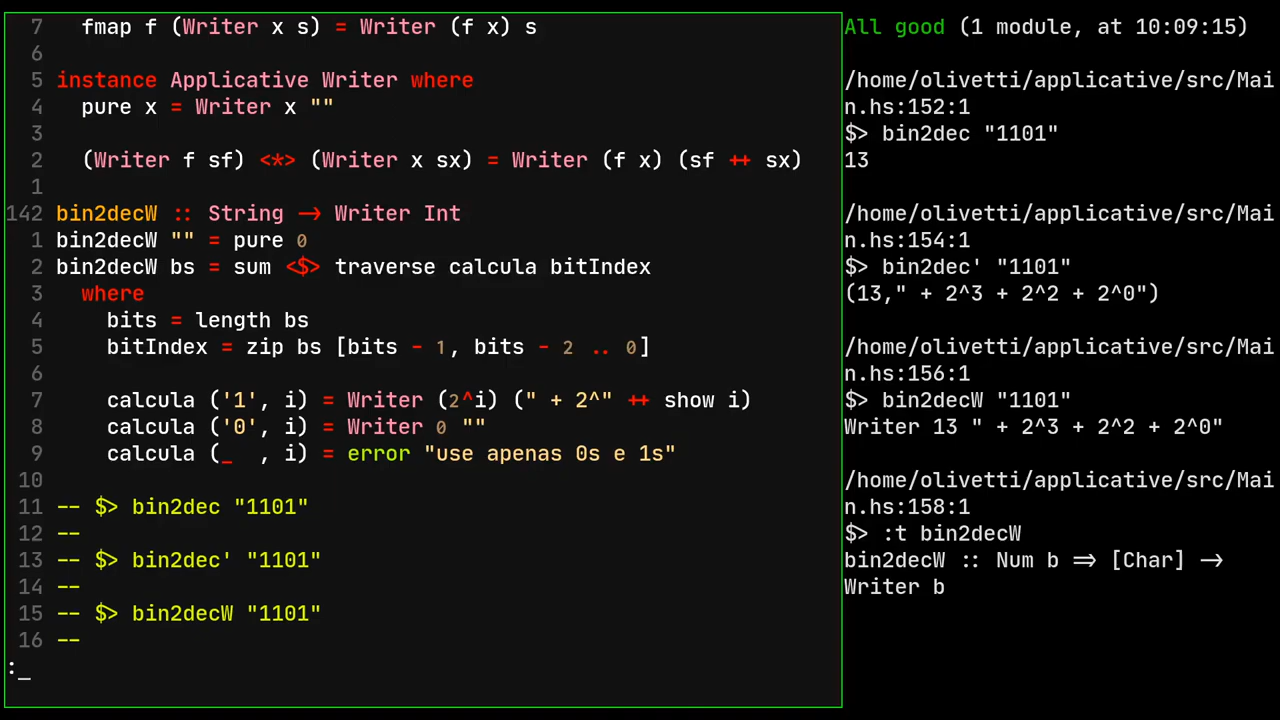 7   fmap f (Writer x s) = Writer (f x) s
6
5 instance Applicative Writer where
4   pure x = Writer x ""
3
2   (Writer f sf) <*> (Writer x sx) = Writer (f x) (sf ++ sx)
1
142 bin2decW :: String -> Writer Int
1 bin2decW "" = pure 0
2 bin2decW bs = sum <$> traverse calcula bitIndex
3   where
4     bits = length bs
5     bitIndex = zip bs [bits - 1, bits - 2 .. 0]
6
7     calcula ('1', i) = Writer (2^i) (" + 2^" ++ show i)
8     calcula ('0', i) = Writer 0 ""
9     calcula (_  , i) = error "use apenas 0s e 1s"
10
11 -- $> bin2dec "1101"
12 --
13 -- $> bin2dec' "1101"
14 --
15 -- $> bin2decW "1101"
16 --
:_
All good (1 module, at 10:09:15)
/home/olivetti/applicative/src/Mai
n.hs:152:1
$> bin2dec "1101"
13
/home/olivetti/applicative/src/Mai
n.hs:154:1
$> bin2dec' "1101"
(13," + 2^3 + 2^2 + 2^0")
/home/olivetti/applicative/src/Mai
n.hs:156:1
$> bin2decW "1101"
Writer 13 " + 2^3 + 2^2 + 2^0"
/home/olivetti/applicative/src/Mai
n.hs:158:1
$> :t bin2decW
bin2decW :: Num b => [Char] ->
Writer b